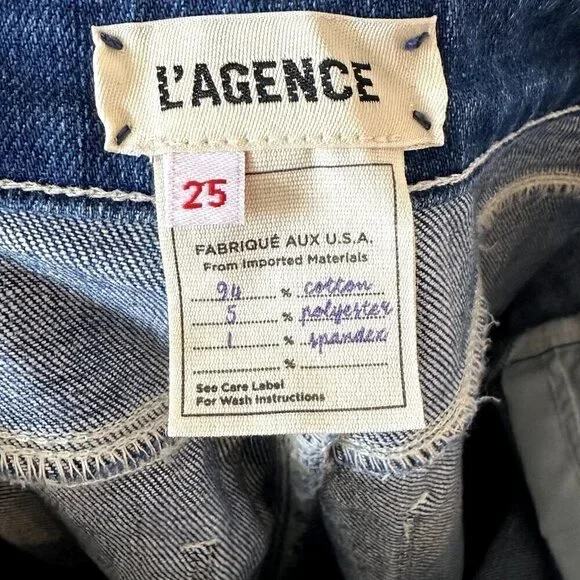 L'AGENCE
25
FABRIQUÉ AUX U.S.A.
From Imported Materials
94 % cotton
5 % polyester
1 % spandex
%
See Care Label
For Wash Instructions